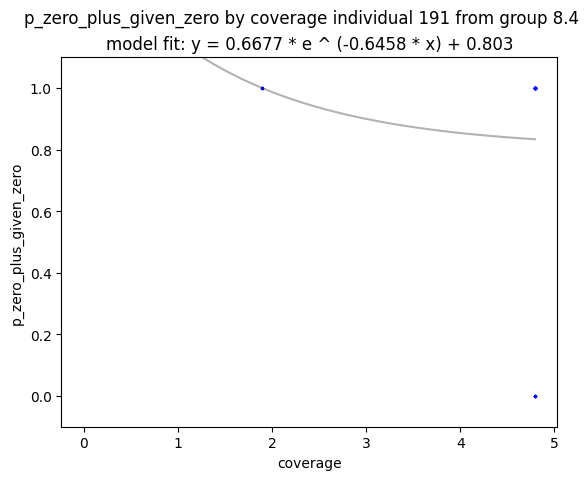 p_zero_plus_given_zero by coverage individual 191 from group 8.4
model fit: y = 0.6677 * e ^ (-0.6458 * x) + 0.803
1.0
0.8
0.6
0.4
0.2
0.0
p_zero_plus_given_zero
0 1 2 3 4 5
coverage